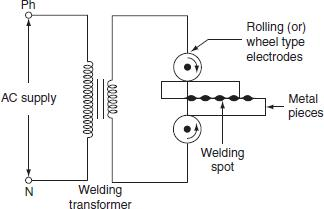 Ph
Rolling (or)
wheel type
electrodes
AC supply
Metal
pieces
Welding
spot
N
Welding
transformer